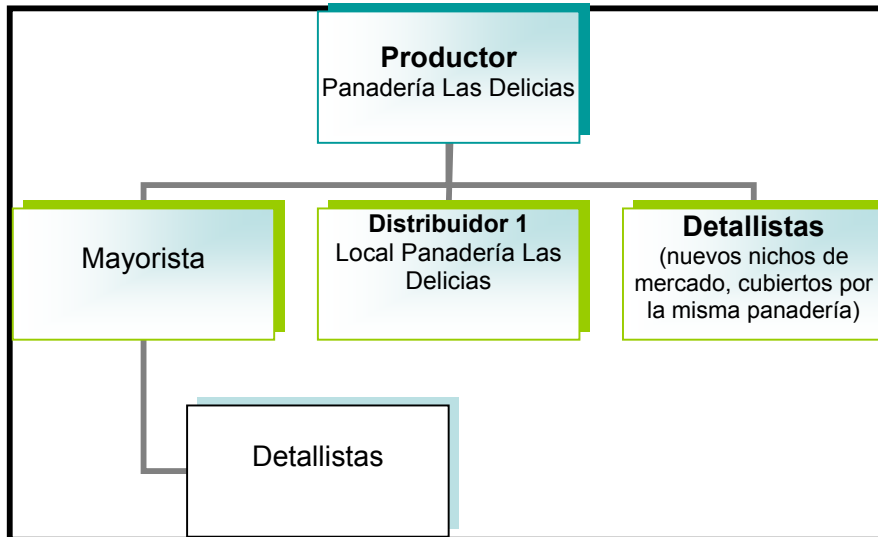 Productor
Panadería Las Delicias
Mayorista
Distribuidor 1
Local Panadería Las
Delicias
Detallistas
(nuevos nichos de
mercado, cubiertos por
la misma panadería)
Detallistas